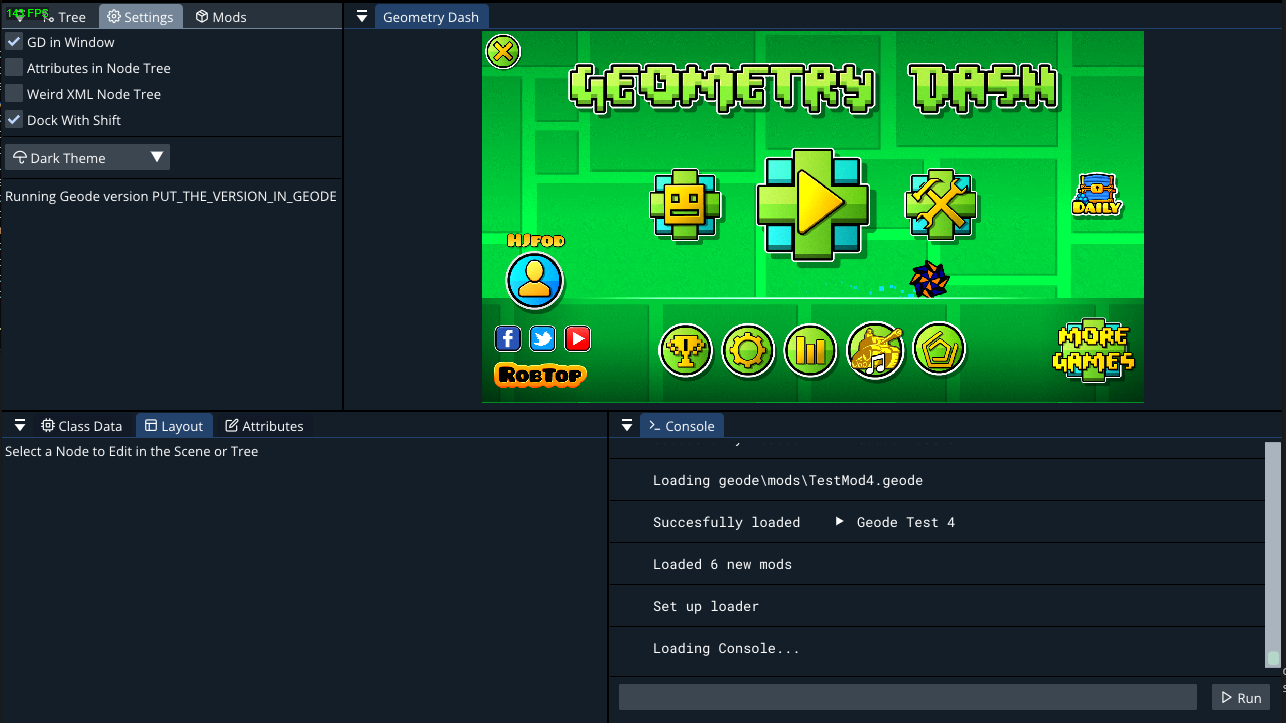 143 FPS
Tree
Settings
Mods
GD in Window
Attributes in Node Tree
Weird XML Node Tree
Dock With Shift
Dark Theme
Running Geode version PUT_THE_VERSION_IN_GEODE
Geometry Dash
GEOMETRY DASH
DAILY
HJFOD
ROBTOP
MORE
GAMES
Class Data
Layout
Attributes
Select a Node to Edit in the Scene or Tree
Console
Loading geode\mods\TestMod4.geode
Succesfully loaded Geode Test 4
Loaded 6 new mods
Set up loader
Loading Console...
Run